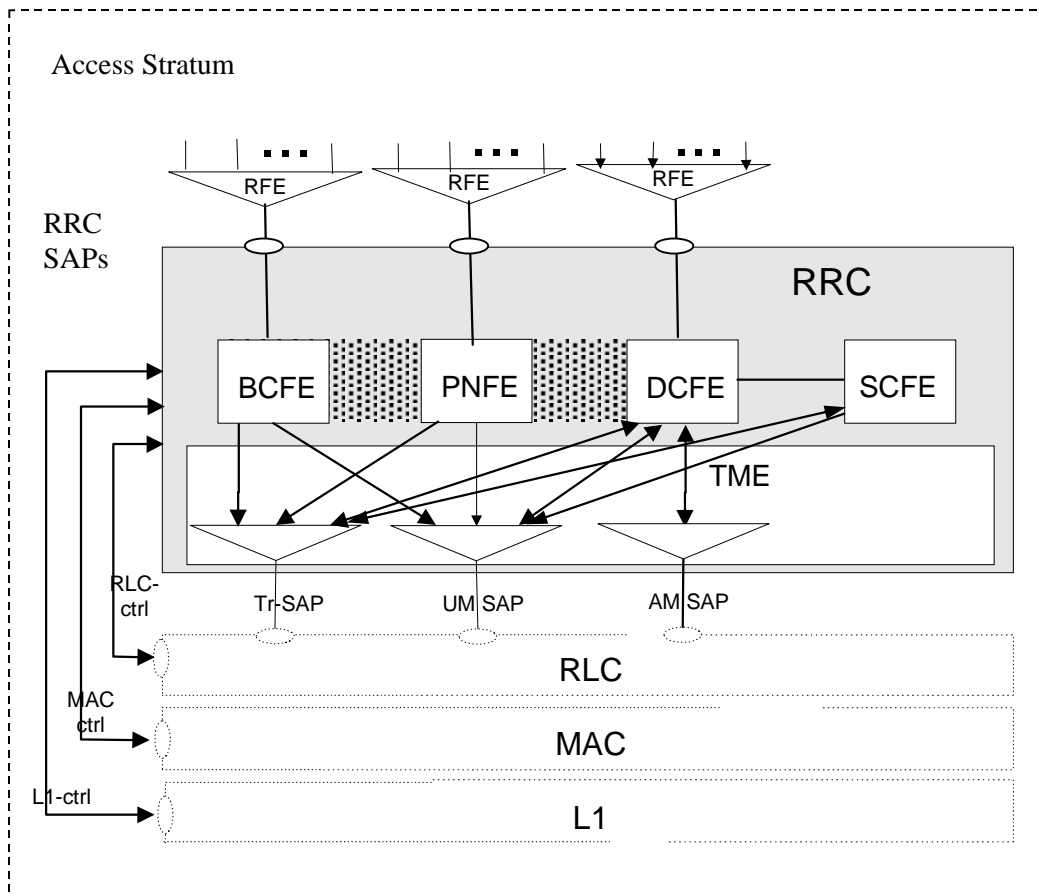 Access Stratum
RFE
RFE
RFE
RRC
SAPs
RRC
BCFE
PNFE
DCFE
SCFE
TME
RLC-
ctrl
Tr-SAP
UM SAP
AM SAP
RLC
MAC
ctrl
MAC
L1-ctrl
L1